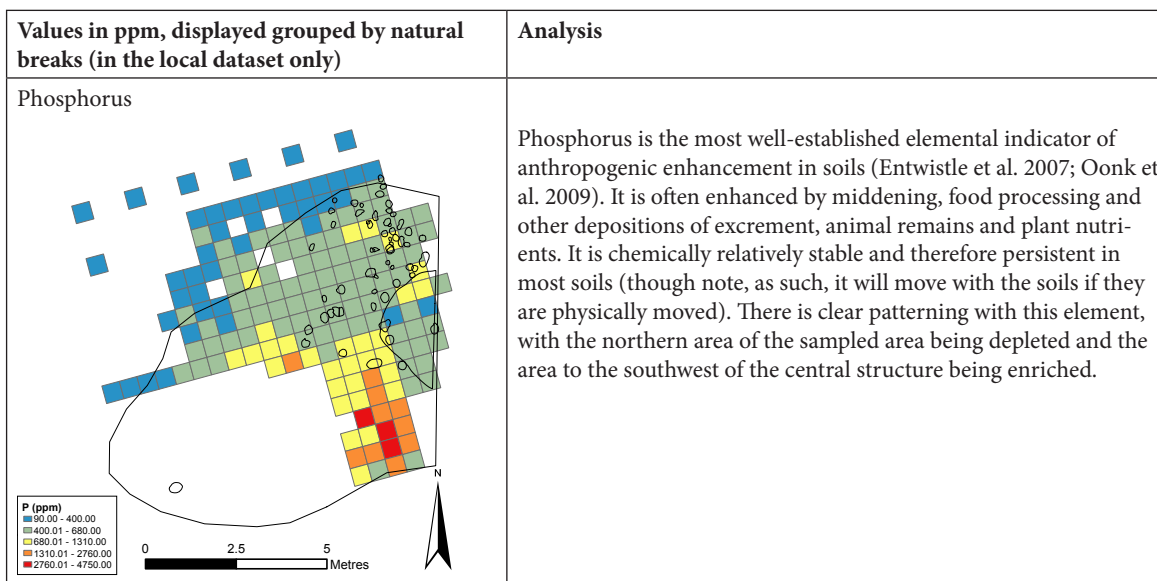 Values in ppm, displayed grouped by natural
breaks (in the local dataset only)
Analysis
Phosphorus
N
P (ppm)
90.00 - 400.00
400.01 - 680.00
680.01 - 1310.00
1310.01 - 2760.00
2760.01 - 4750.00
0 2.5 5
Metres
Phosphorus is the most well-established elemental indicator of
anthropogenic enhancement in soils (Entwistle et al. 2007; Oonk et
al. 2009). It is often enhanced by middening, food processing and
other depositions of excrement, animal remains and plant nutri-
ents. It is chemically relatively stable and therefore persistent in
most soils (though note, as such, it will move with the soils if they
are physically moved). There is clear patterning with this element,
with the northern area of the sampled area being depleted and the
area to the southwest of the central structure being enriched.